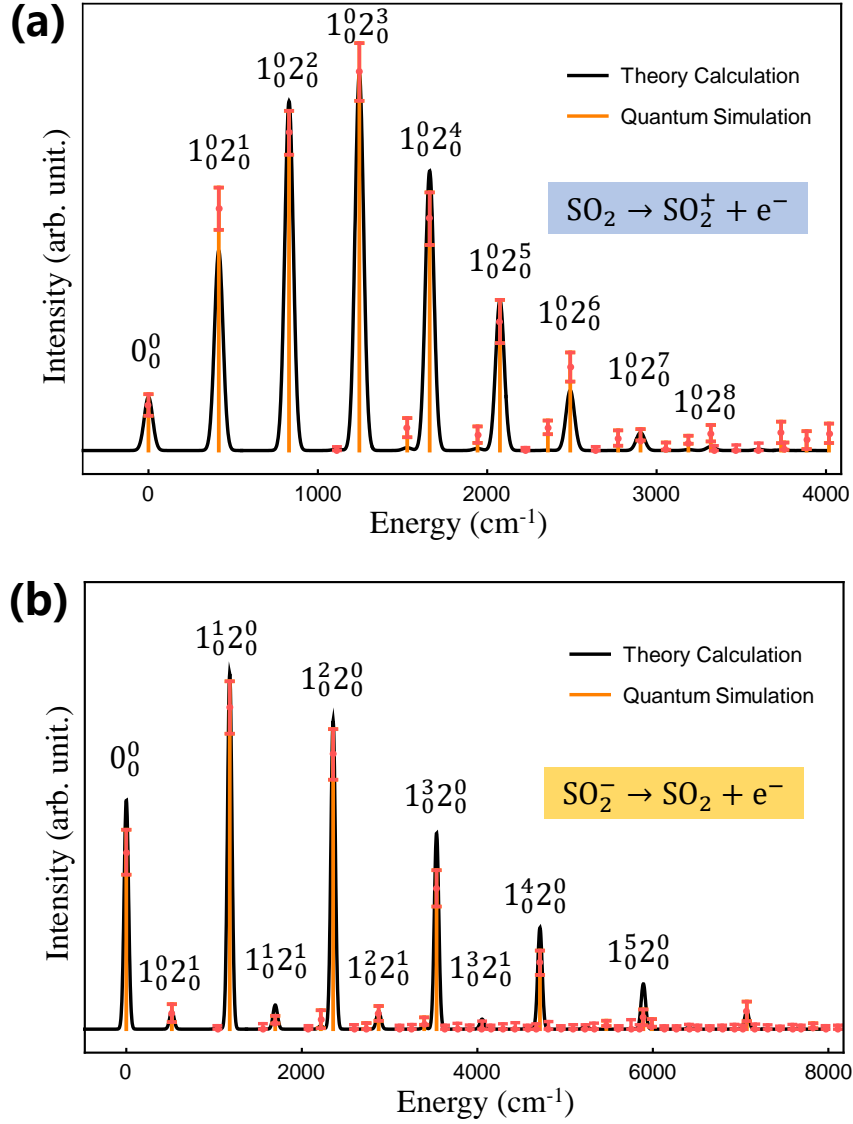 (a)
1⁰₀2³₀
1⁰₀2²₀
1⁰₀2¹₀
1⁰₀2⁴₀
1⁰₀2⁵₀
1⁰₀2⁶₀
1⁰₀2⁷₀
1⁰₀2⁸₀
0⁰₀
Theory Calculation
Quantum Simulation
SO₂ → SO₂⁺ + e⁻
Intensity (arb. unit.)
0 1000 2000 3000 4000
Energy (cm⁻¹)
(b)
1¹₀2⁰₀
1²₀2⁰₀
0⁰₀
1³₀2⁰₀
1⁴₀2⁰₀
1⁵₀2⁰₀
1⁰₀2¹₀
1¹₀2¹₀
1²₀2¹₀
1³₀2¹₀
Theory Calculation
Quantum Simulation
SO₂⁻ → SO₂ + e⁻
Intensity (arb. unit.)
0 2000 4000 6000 8000
Energy (cm⁻¹)